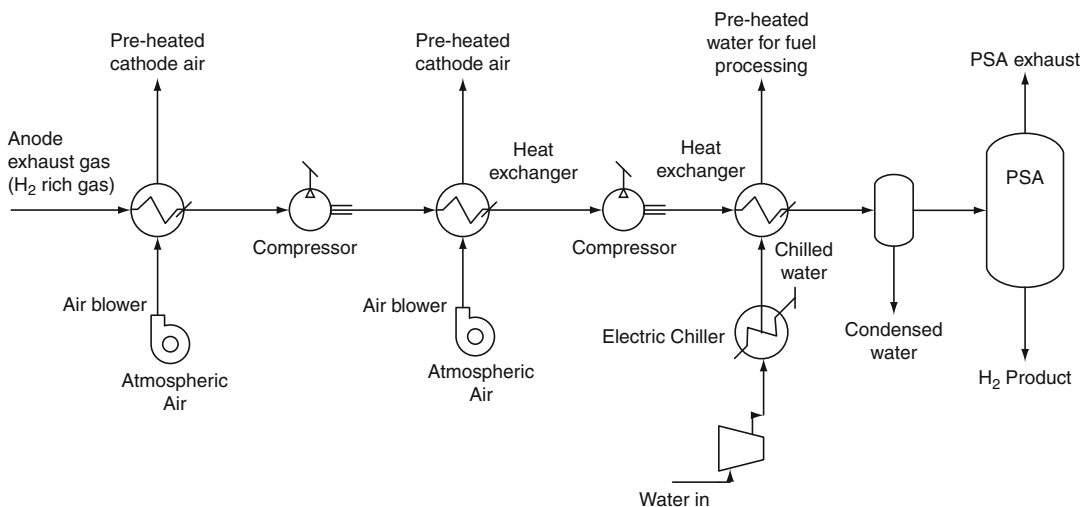 Pre-heated
cathode air
Pre-heated
cathode air
Pre-heated
water for fuel
processing
PSA exhaust
Anode
exhaust gas
(H₂ rich gas)
Heat
exchanger
Heat
exchanger
PSA
Compressor
Compressor
Chilled
water
Air blower
Air blower
Electric Chiller
Condensed
water
Atmospheric
Air
Atmospheric
Air
H₂ Product
Water in